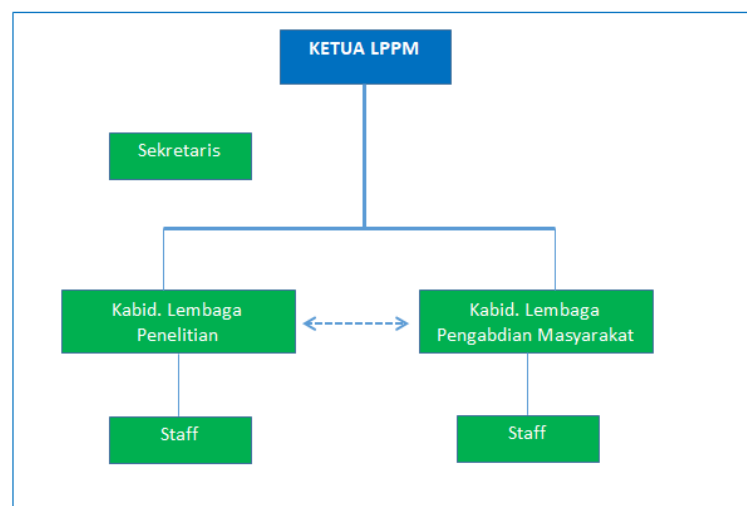 KETUA LPPM
Sekretaris
Kabid. Lembaga
Penelitian
Kabid. Lembaga
Pengabdian Masyarakat
Staff
Staff